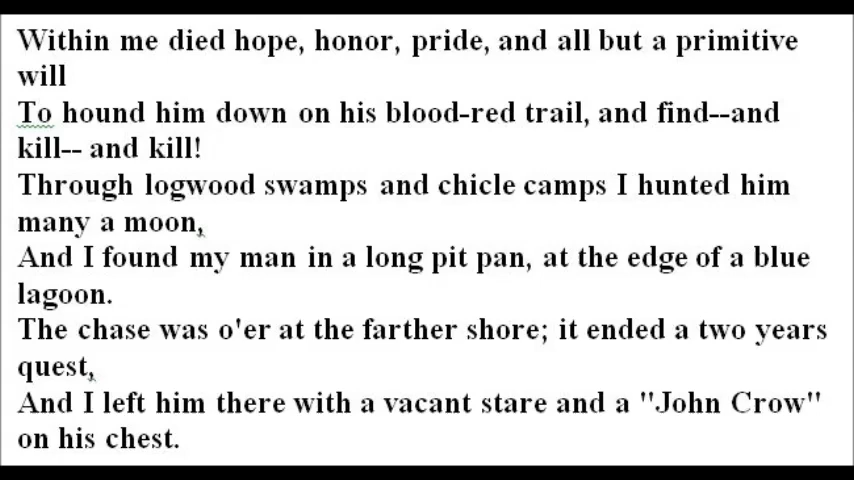 Within me died hope, honor, pride, and all but a primitive
will
To hound him down on his blood-red trail, and find--and
kill-- and kill!
Through logwood swamps and chicle camps I hunted him
many a moon,
And I found my man in a long pit pan, at the edge of a blue
lagoon.
The chase was o'er at the farther shore; it ended a two years
quest,
And I left him there with a vacant stare and a "John Crow"
on his chest.